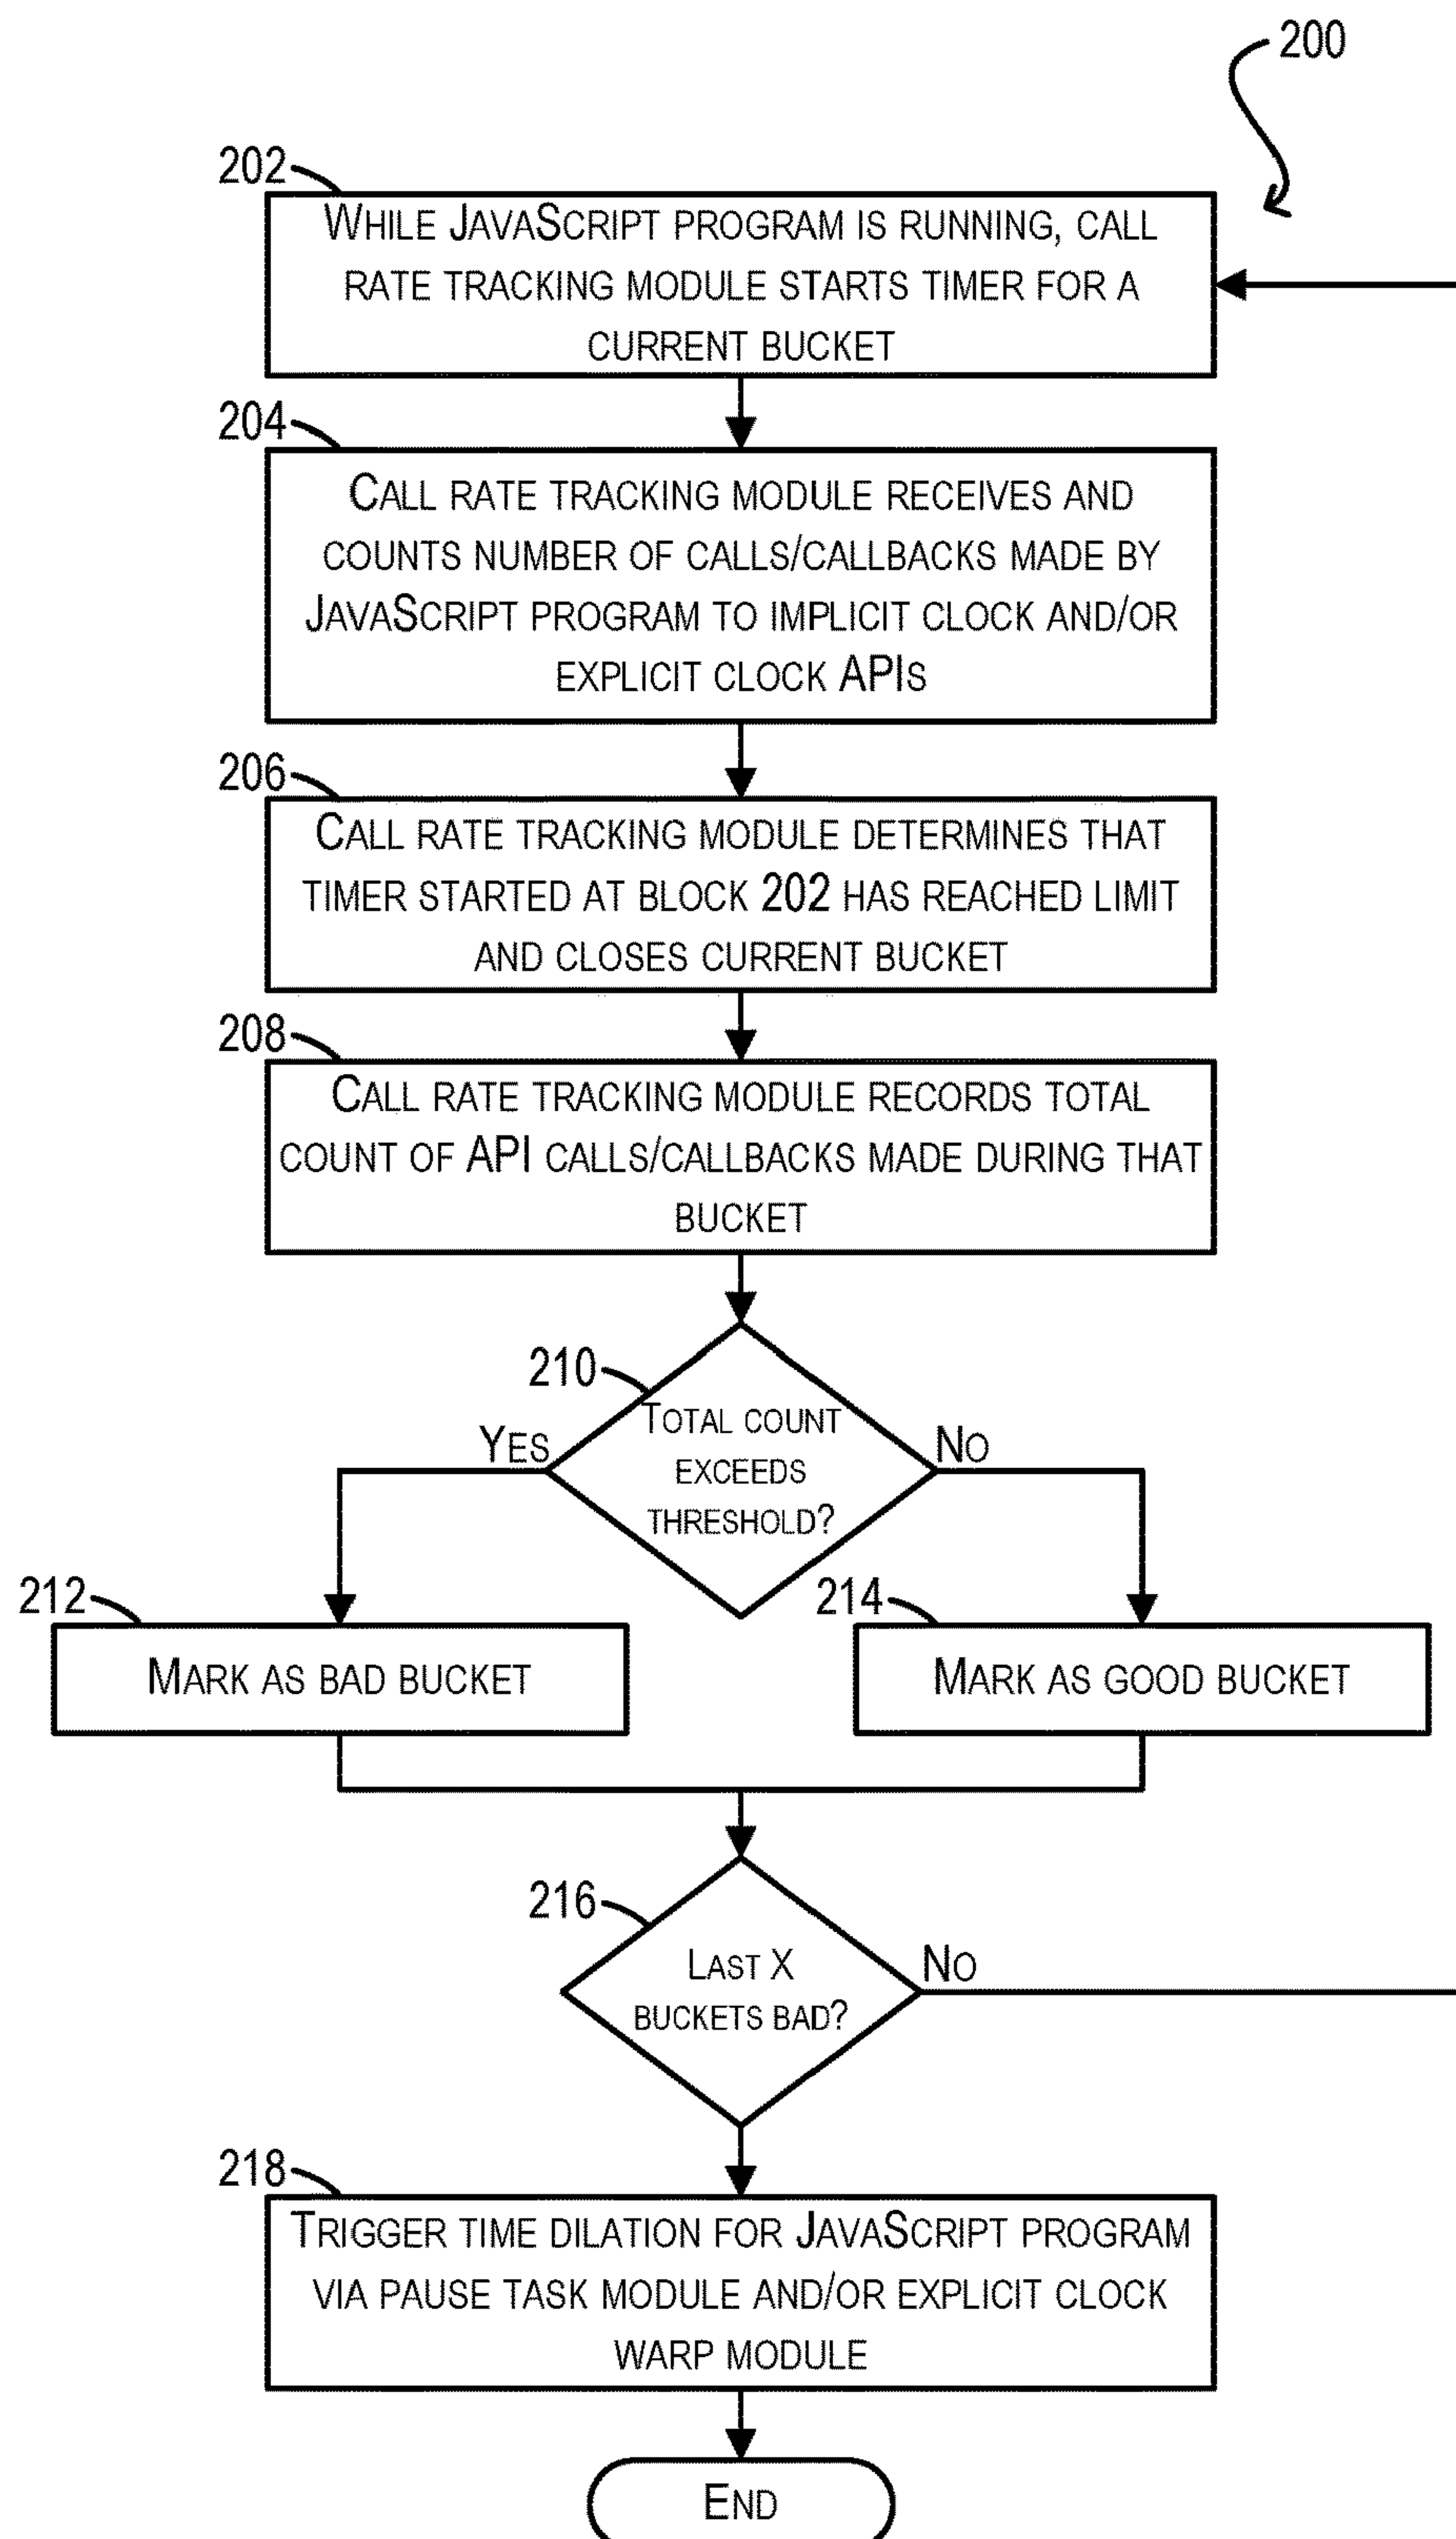 200
202
While JavaScript program is running, call
rate tracking module starts timer for a
current bucket
204
Call rate tracking module receives and
counts number of calls/callbacks made by
JavaScript program to implicit clock and/or
explicit clock APIs
206
Call rate tracking module determines that
timer started at block 202 has reached limit
and closes current bucket
208
Call rate tracking module records total
count of API calls/callbacks made during that
bucket
210
Total count
exceeds
threshold?
Yes
No
212
Mark as bad bucket
214
Mark as good bucket
216
Last X
buckets bad?
No
218
Trigger time dilation for JavaScript program
via pause task module and/or explicit clock
warp module
End